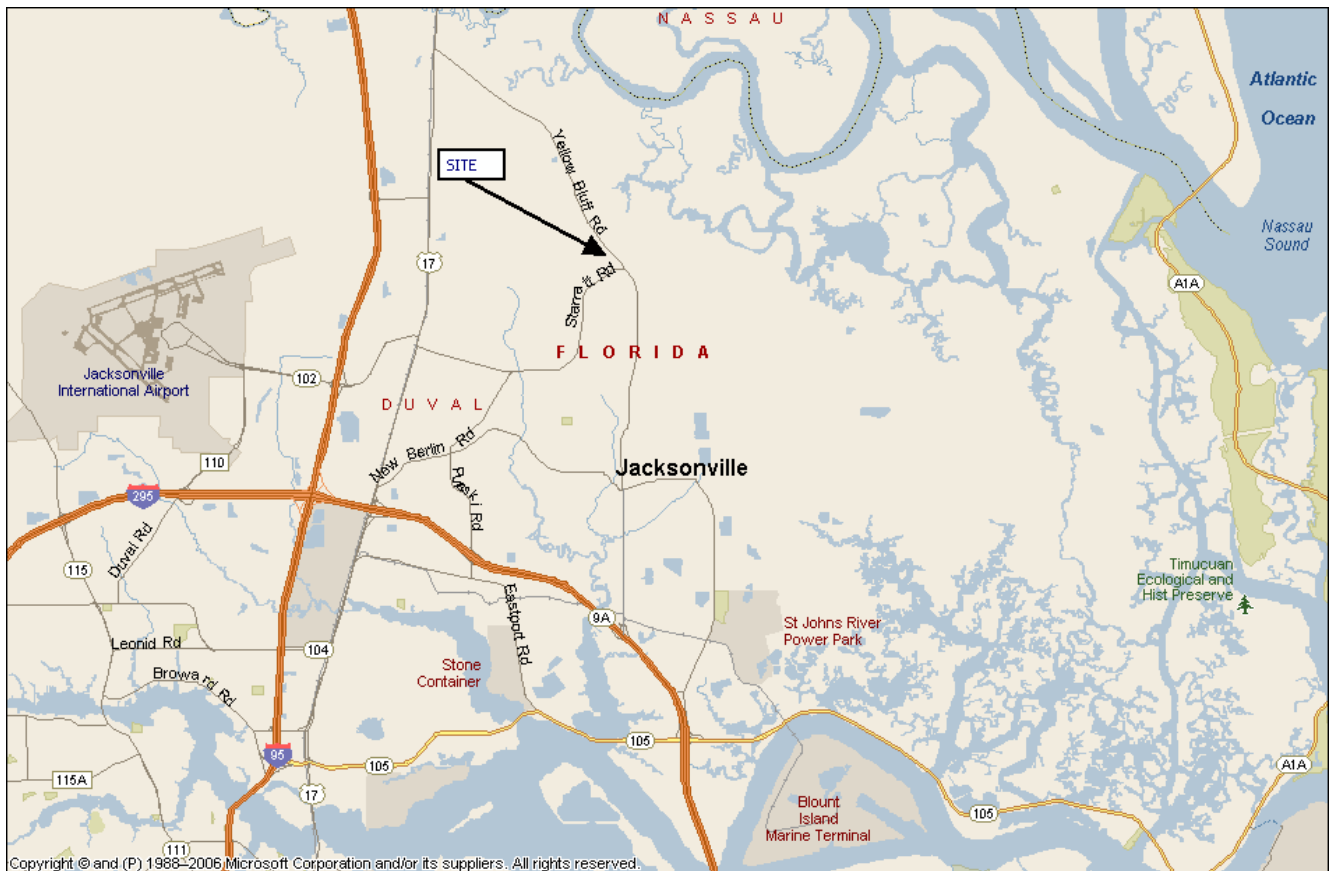 NASSAU
Atlantic
Ocean
Yellow Bluff Rd
SITE
Nassau
Sound
17
Starratt Rd
A1A
FLORIDA
Jacksonville
International Airport
102
DUVAL
New Berlin Rd
110
Jacksonville
Pulaski Rd
295
Duval Rd
115
Timucuan
Ecological and
Hist Preserve
Eastport Rd
9A
St Johns River
Power Park
Leonid Rd
104
Stone
Container
Broward Rd
105
95
105
A1A
115A
17
Blount
Island
Marine Terminal
105
111
Copyright © and (P) 1988–2006 Microsoft Corporation and/or its suppliers. All rights reserved.